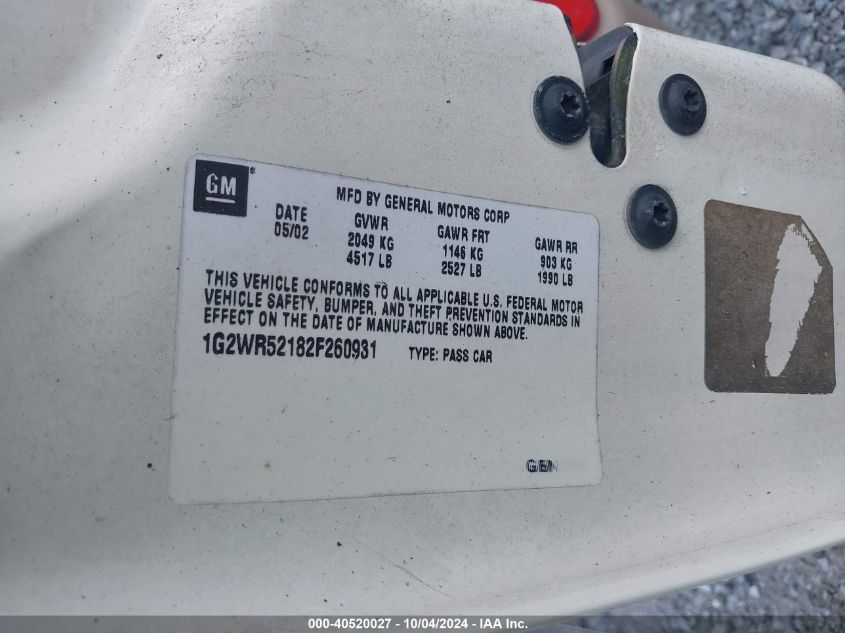 GM®
MFD BY GENERAL MOTORS CORP
DATE GVWR GAWR FRT GAWR RR
05/02 2049 KG 1146 KG 903 KG
4517 LB 2527 LB 1990 LB
THIS VEHICLE CONFORMS TO ALL APPLICABLE U.S. FEDERAL MOTOR
VEHICLE SAFETY, BUMPER, AND THEFT PREVENTION STANDARDS IN
EFFECT ON THE DATE OF MANUFACTURE SHOWN ABOVE.
1G2WR52182F260931 TYPE: PASS CAR
000-40520027 - 10/04/2024 - IAA Inc.